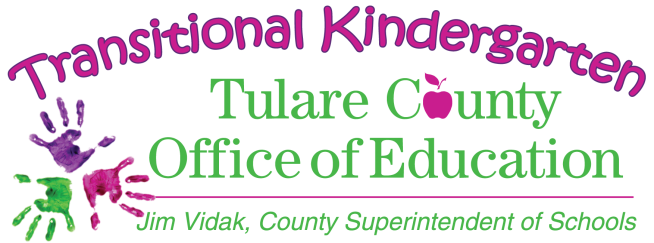 Transitional Kindergarten
Tulare County
Office of Education
Jim Vidak, County Superintendent of Schools